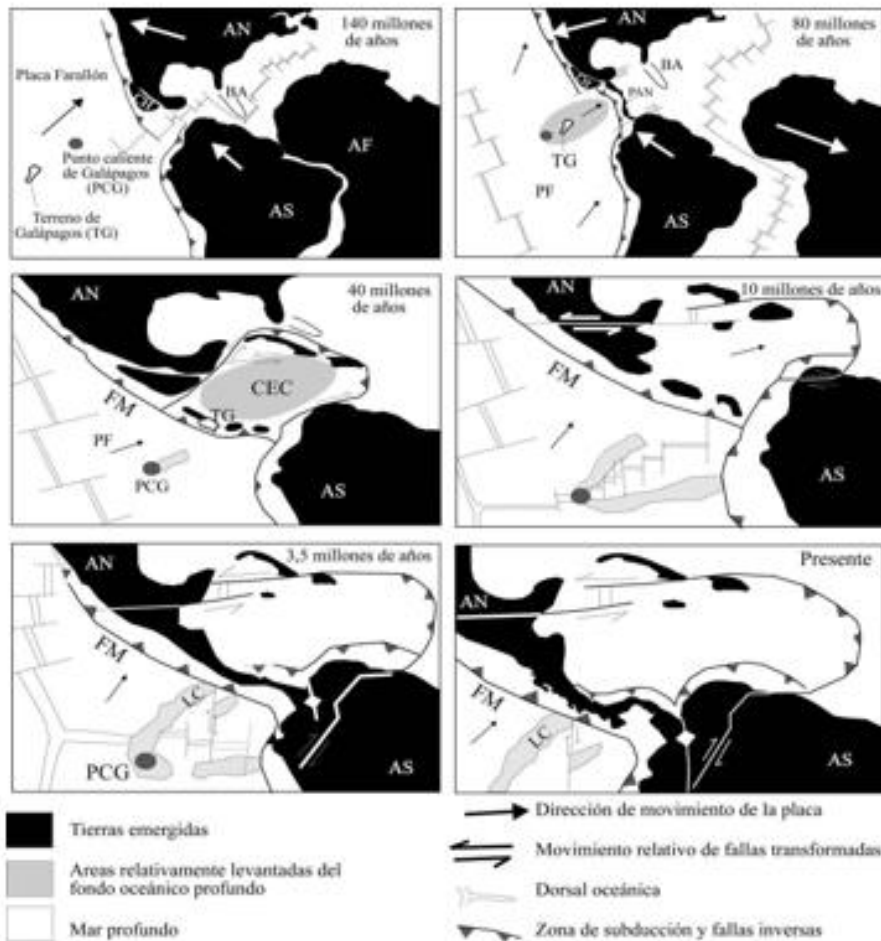 AN
140 millones
de años
Placa Farallón
BA
CB
Punto caliente
de Galápagos
(PCG)
AF
AS
Terreno de
Galápagos (TG)
AN
80 millones
de años
BA
PAN
TG
PF
AS
AN
40 millones
de años
CEC
FM
TG
PF
PCG
AS
10 millones de años
AN
FM
AS
3,5 millones de años
AN
FM
LC
PCG
AS
Presente
AN
FM
LC
AS
Tierras emergidas
Areas relativamente levantadas del
fondo oceánico profundo
Mar profundo
Dirección de movimiento de la placa
Movimiento relativo de fallas transformadas
Dorsal oceánica
Zona de subducción y fallas inversas